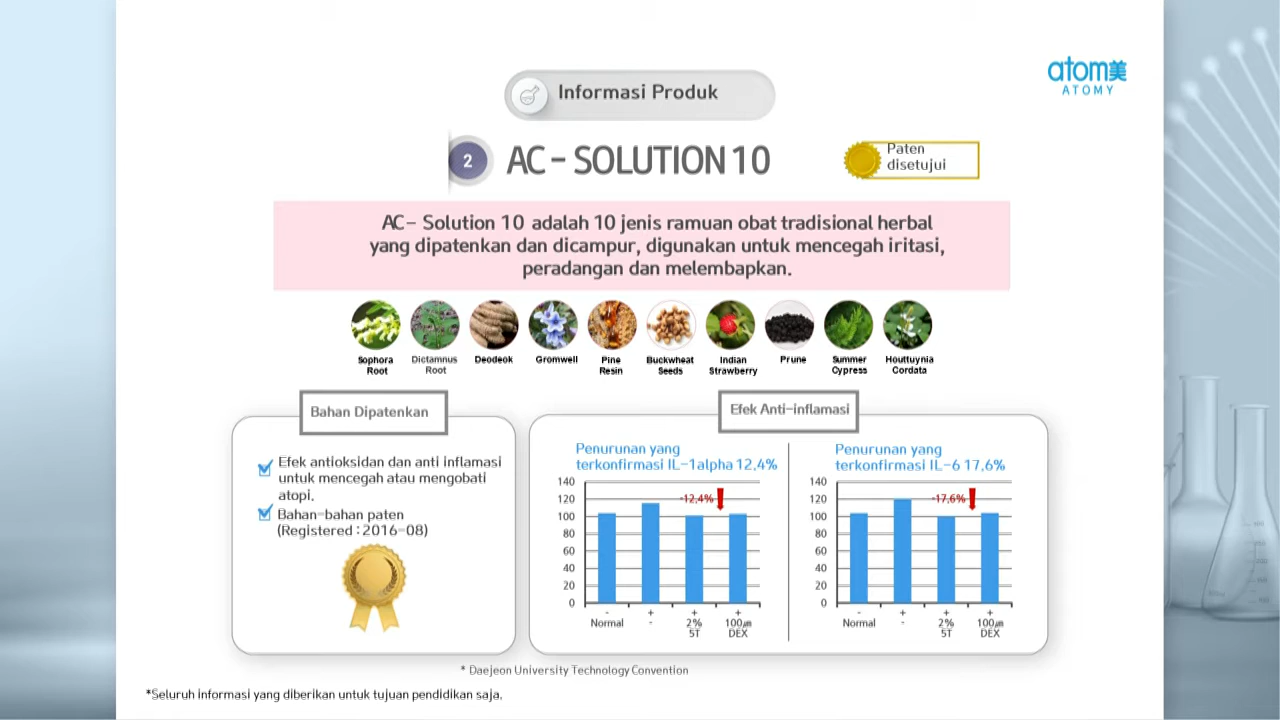 atom美
ATOMY
Informasi Produk
2
AC - SOLUTION 10
Paten
disetujui
AC- Solution 10 adalah 10 jenis ramuan obat tradisional herbal
yang dipatenkan dan dicampur, digunakan untuk mencegah iritasi,
peradangan dan melembapkan.
Sophora
Root
Dictamnus
Root
Deodeok
Gromwell
Pine
Resin
Buckwheat
Seeds
Indian
Strawberry
Prune
Summer
Cypress
Houttuynia
Cordata
Bahan Dipatenkan
Efek antioksidan dan anti inflamasi
untuk mencegah atau mengobati
atopi.
Bahan-bahan paten
(Registered : 2016-08)
Efek Anti-inflamasi
Penurunan yang
terkonfirmasi IL-1alpha 12,4%
140
120
100
80
60
40
20
0
-12,4%
- + + +
Normal - 2% 100㎛
5T DEX
Penurunan yang
terkonfirmasi IL-6 17,6%
140
120
100
80
60
40
20
0
-17,6%
- + + +
Normal - 2% 100㎛
5T DEX
* Daejeon University Technology Convention
*Seluruh informasi yang diberikan untuk tujuan pendidikan saja.